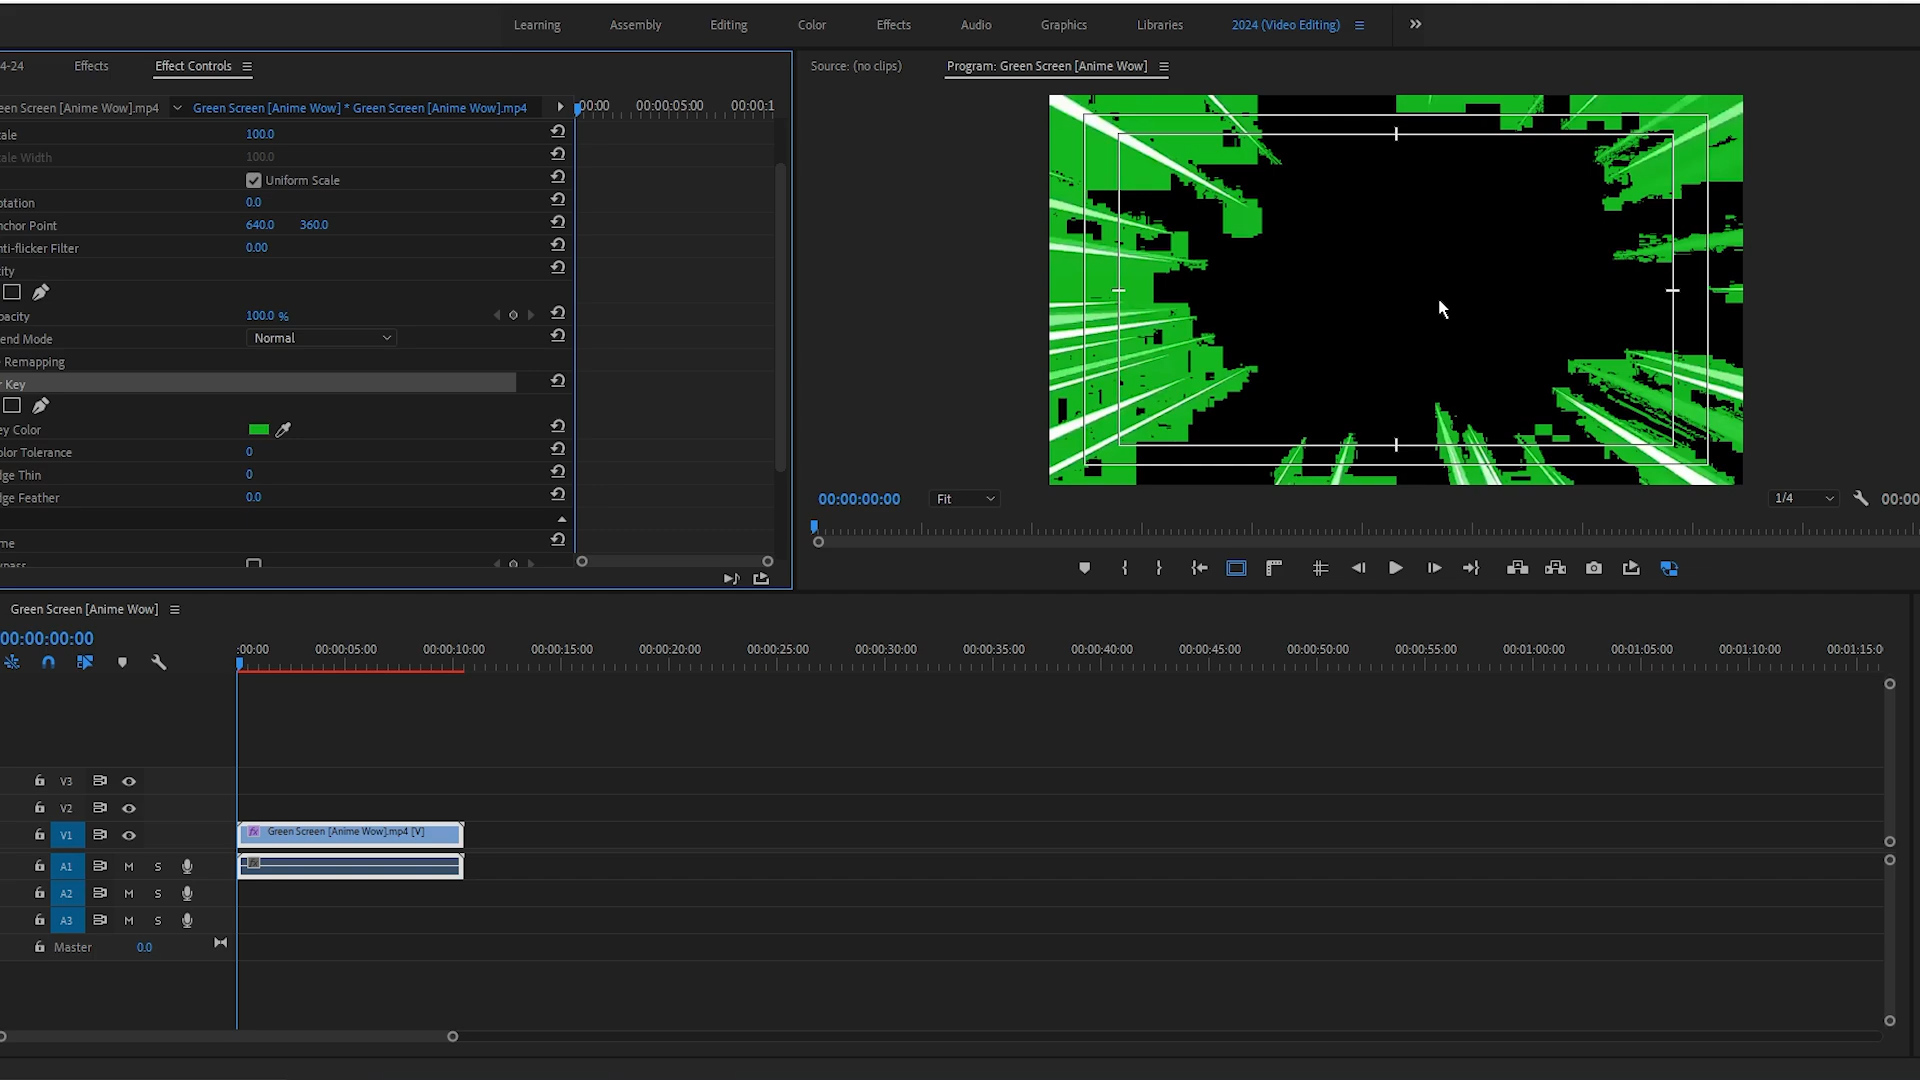 Learning Assembly Editing Color Effects Audio Graphics Libraries 2024 (Video Editing)
4-24 Effects Effect Controls
Source: (no clips) Program: Green Screen [Anime Wow]
een Screen [Anime Wow].mp4 Green Screen [Anime Wow] * Green Screen [Anime Wow].mp4
:00:00 00:00:05:00 00:00:1
ale 100.0
ale Width 100.0
Uniform Scale
otation 0.0
nchor Point 640.0 360.0
nti-flicker Filter 0.00
ity
pacity 100.0 %
end Mode Normal
Remapping
r Key
ey Color
olor Tolerance 0
dge Thin 0
dge Feather 0.0
me
ypass
00:00:00:00 Fit 1/4 00:00
Green Screen [Anime Wow]
00:00:00:00
:00:00 00:00:05:00 00:00:10:00 00:00:15:00 00:00:20:00 00:00:25:00 00:00:30:00 00:00:35:00 00:00:40:00 00:00:45:00 00:00:50:00 00:00:55:00 00:01:00:00 00:01:05:00 00:01:10:00 00:01:15:0
V3
V2
V1 fx Green Screen [Anime Wow].mp4 [V]
A1 M S fx
A2 M S
A3 M S
Master 0.0